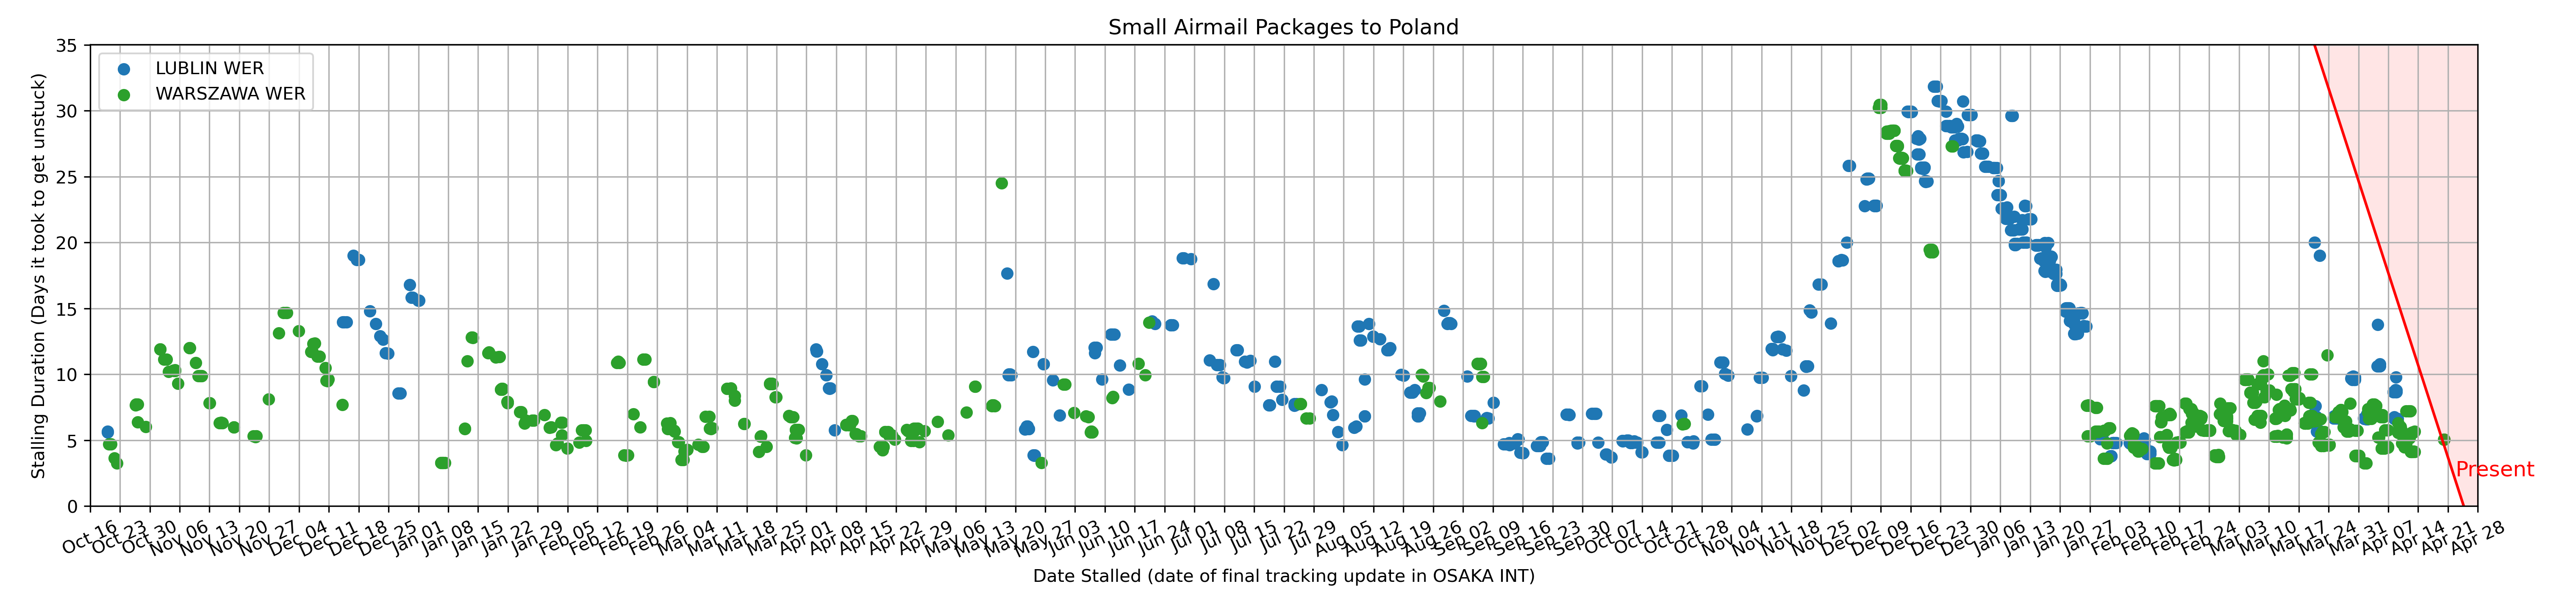 Small Airmail Packages to Poland
LUBLIN WER
WARSZAWA WER
Stalling Duration (Days it took to get unstuck)
35
30
25
20
15
10
5
0
Present
Oct 16
Oct 23
Oct 30
Nov 06
Nov 13
Nov 20
Nov 27
Dec 04
Dec 11
Dec 18
Dec 25
Jan 01
Jan 08
Jan 15
Jan 22
Jan 29
Feb 05
Feb 12
Feb 19
Feb 26
Mar 04
Mar 11
Mar 18
Mar 25
Apr 01
Apr 08
Apr 15
Apr 22
Apr 29
May 06
May 13
May 20
May 27
Jun 03
Jun 10
Jun 17
Jun 24
Jul 01
Jul 08
Jul 15
Jul 22
Jul 29
Aug 05
Aug 12
Aug 19
Aug 26
Sep 02
Sep 09
Sep 16
Sep 23
Sep 30
Oct 07
Oct 14
Oct 21
Oct 28
Nov 04
Nov 11
Nov 18
Nov 25
Dec 02
Dec 09
Dec 16
Dec 23
Dec 30
Jan 06
Jan 13
Jan 20
Jan 27
Feb 03
Feb 10
Feb 17
Feb 24
Mar 03
Mar 10
Mar 17
Mar 24
Mar 31
Apr 07
Apr 14
Apr 21
Apr 28
Date Stalled (date of final tracking update in OSAKA INT)